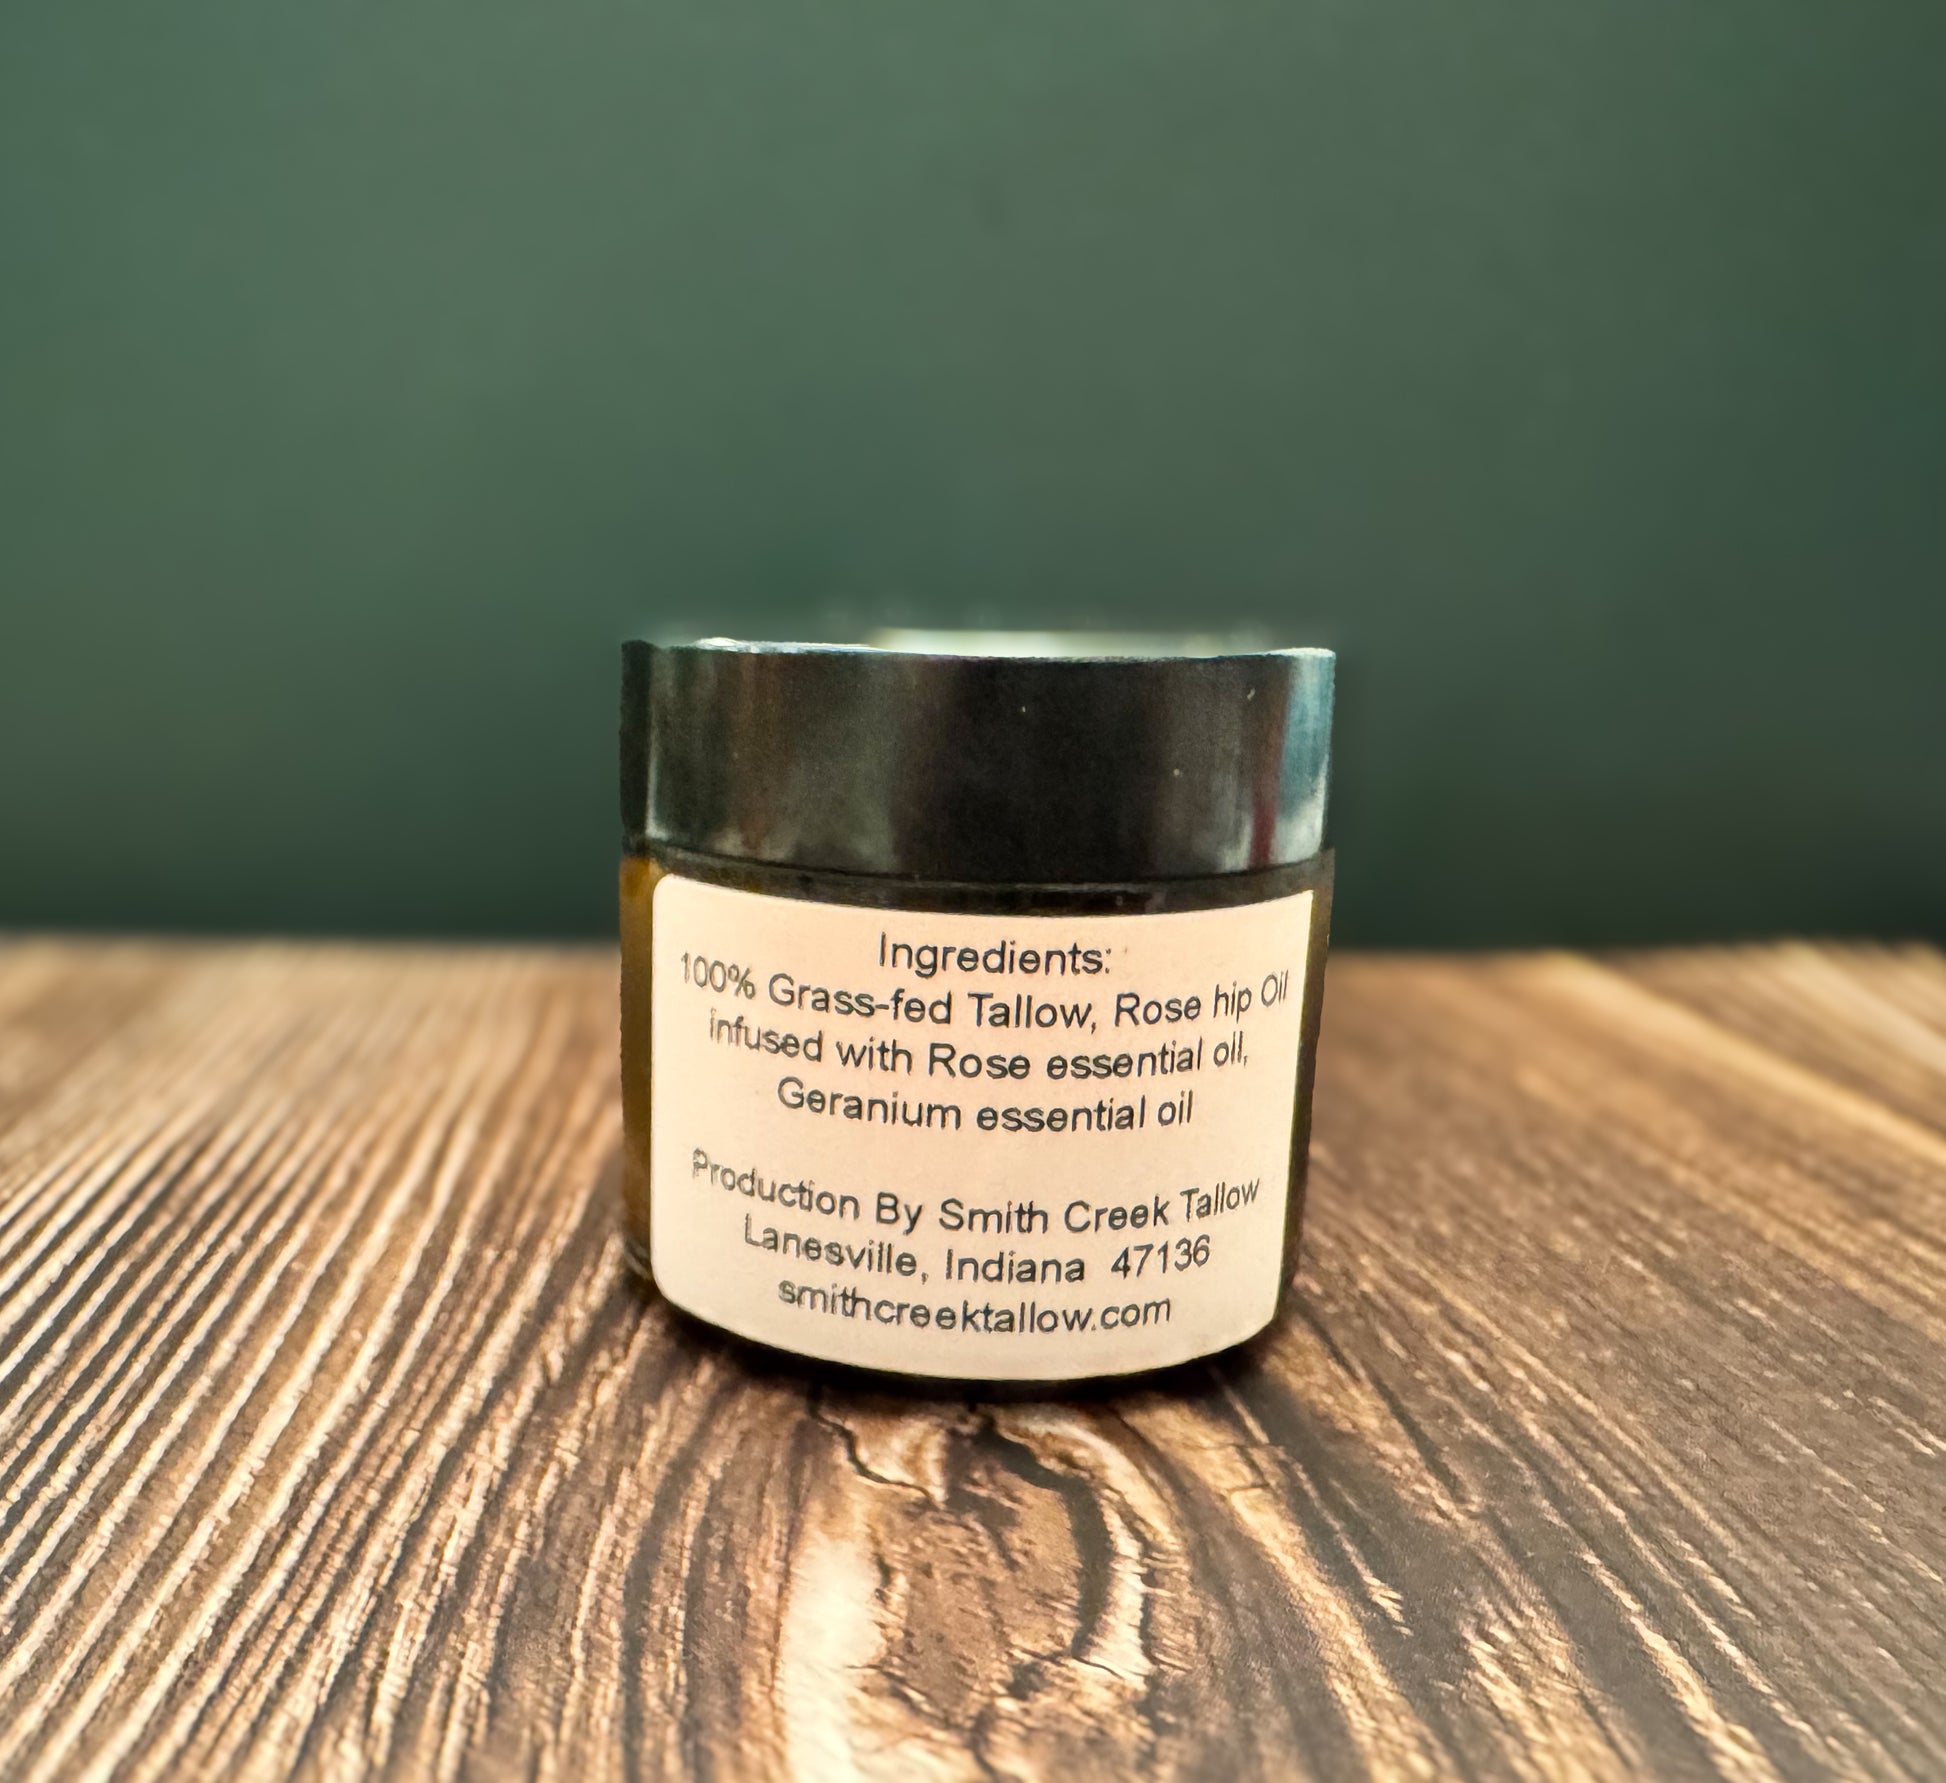 Ingredients:
100% Grass-fed Tallow, Rose hip Oil
infused with Rose essential oil,
Geranium essential oil
Production By Smith Creek Tallow
Lanesville, Indiana 47136
smithcreektallow.com